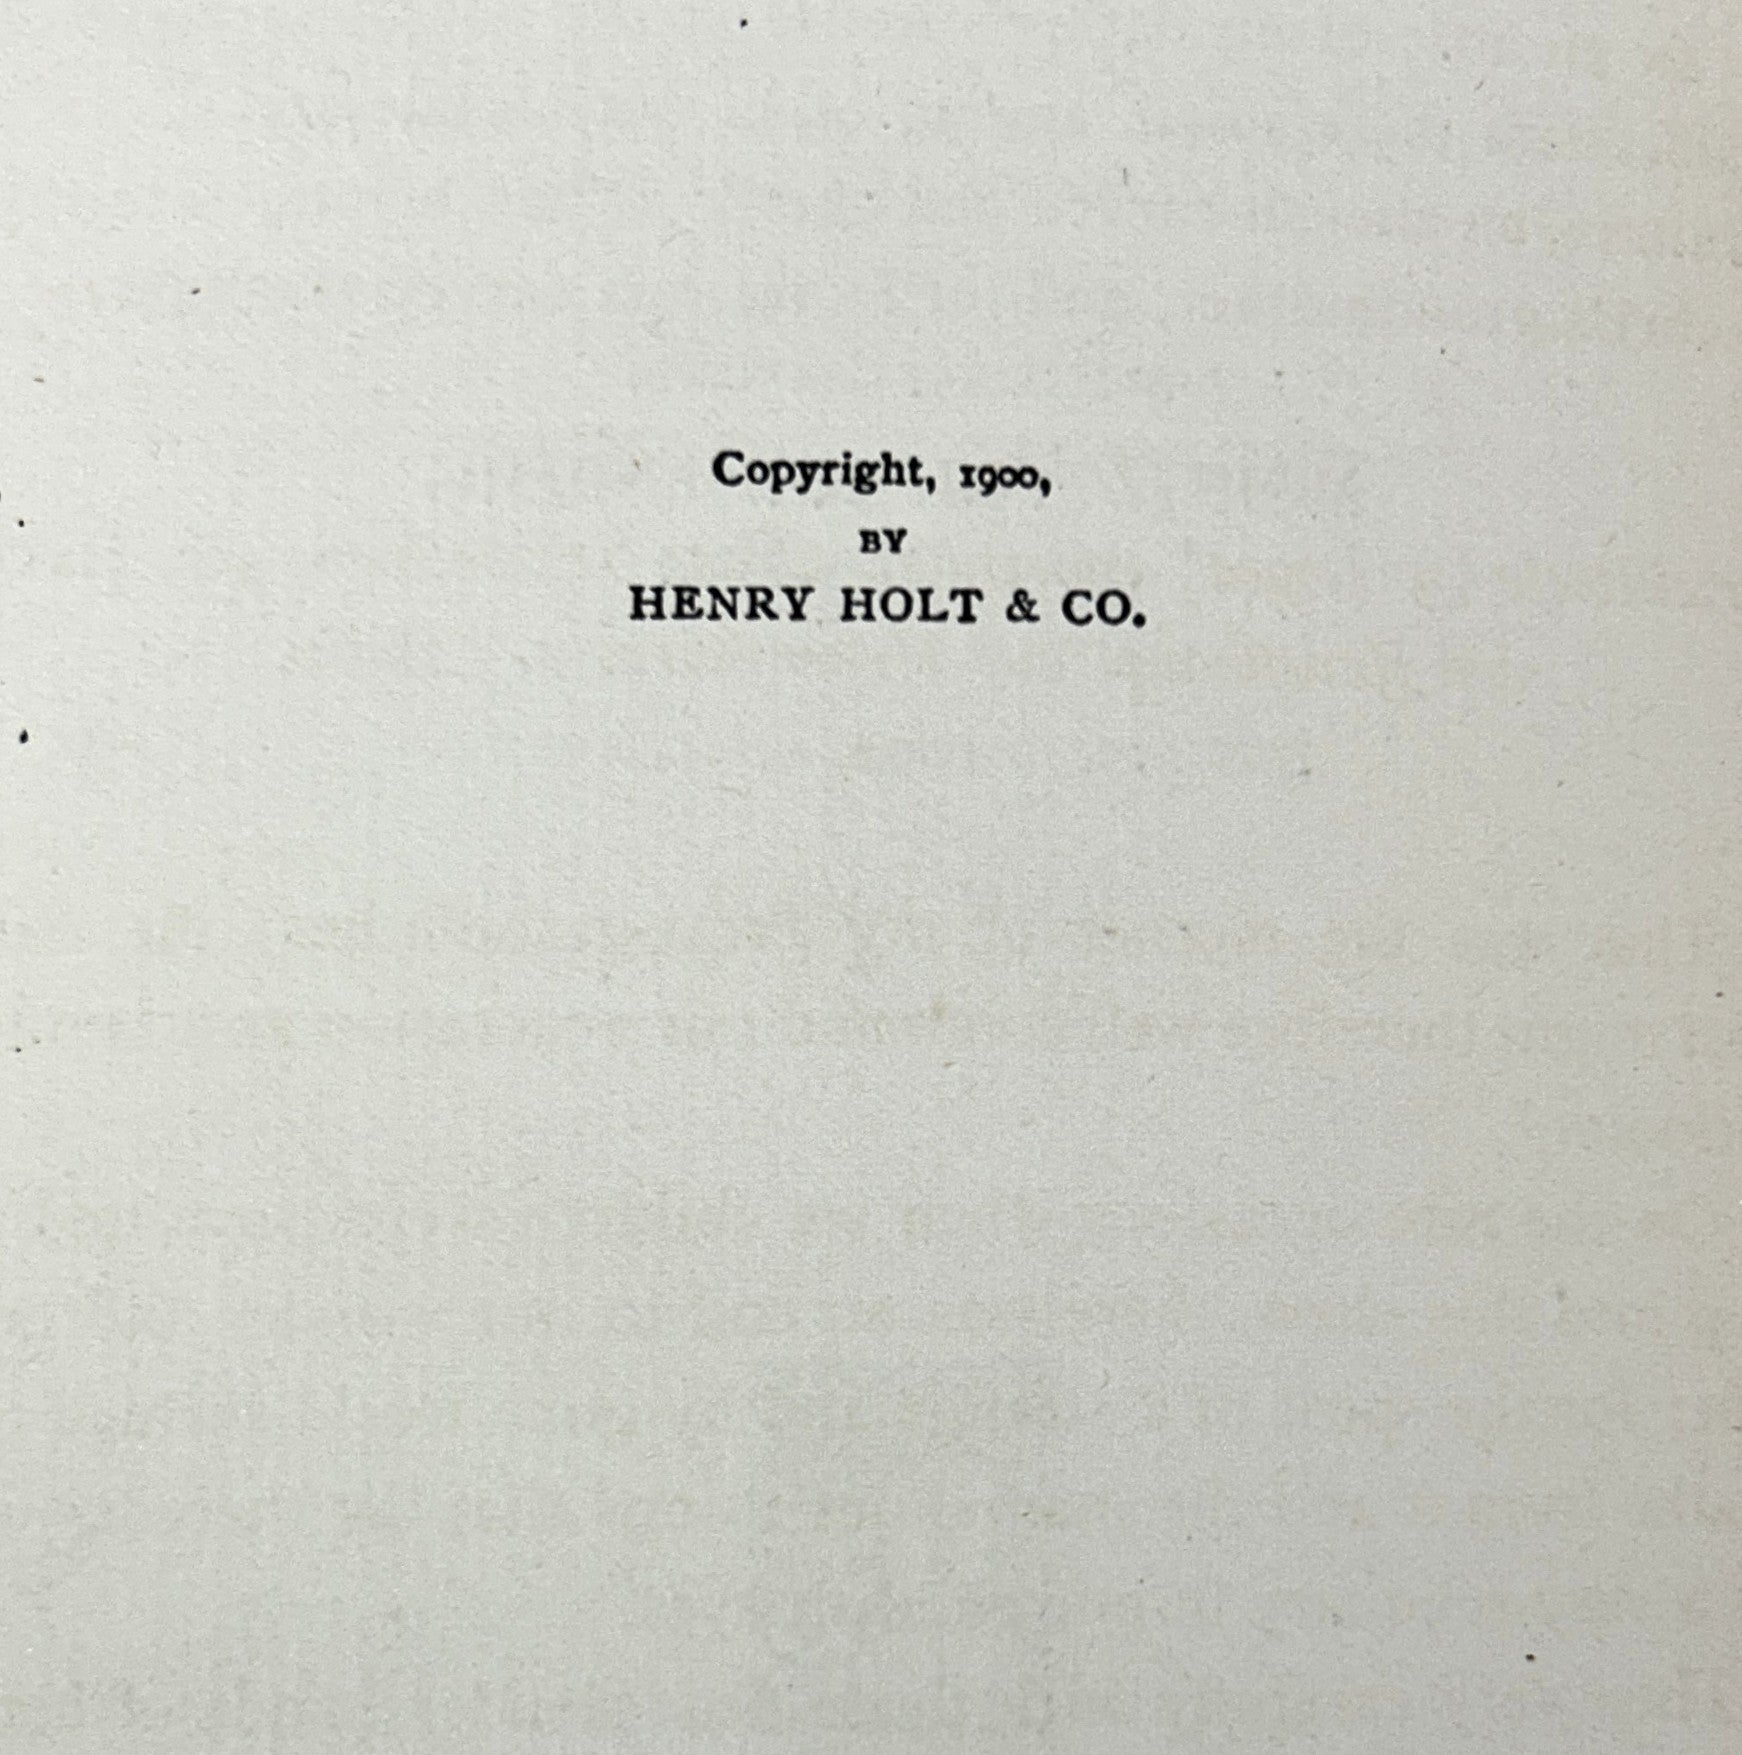 Copyright, 1900,
BY
HENRY HOLT & CO.